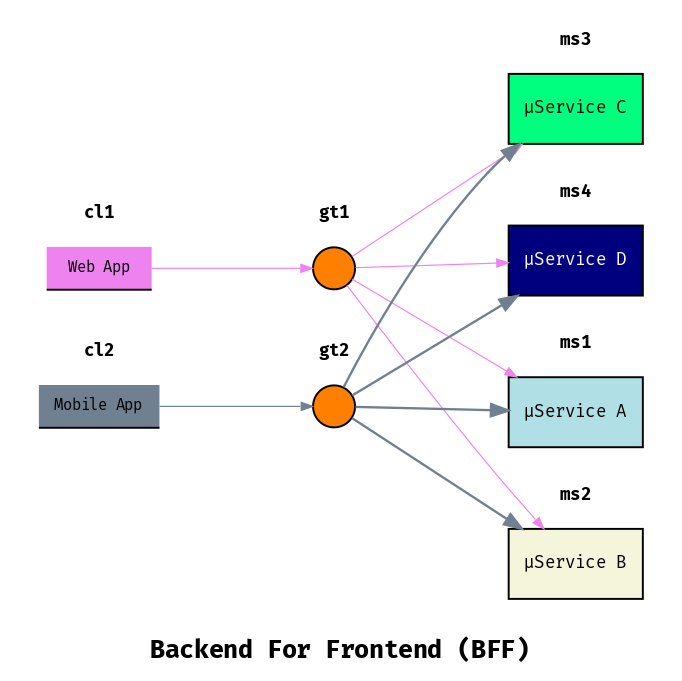 ms3
µService C
ms4
cl1
gt1
Web App
µService D
ms1
cl2
gt2
Mobile App
µService A
ms2
µService B
Backend For Frontend (BFF)